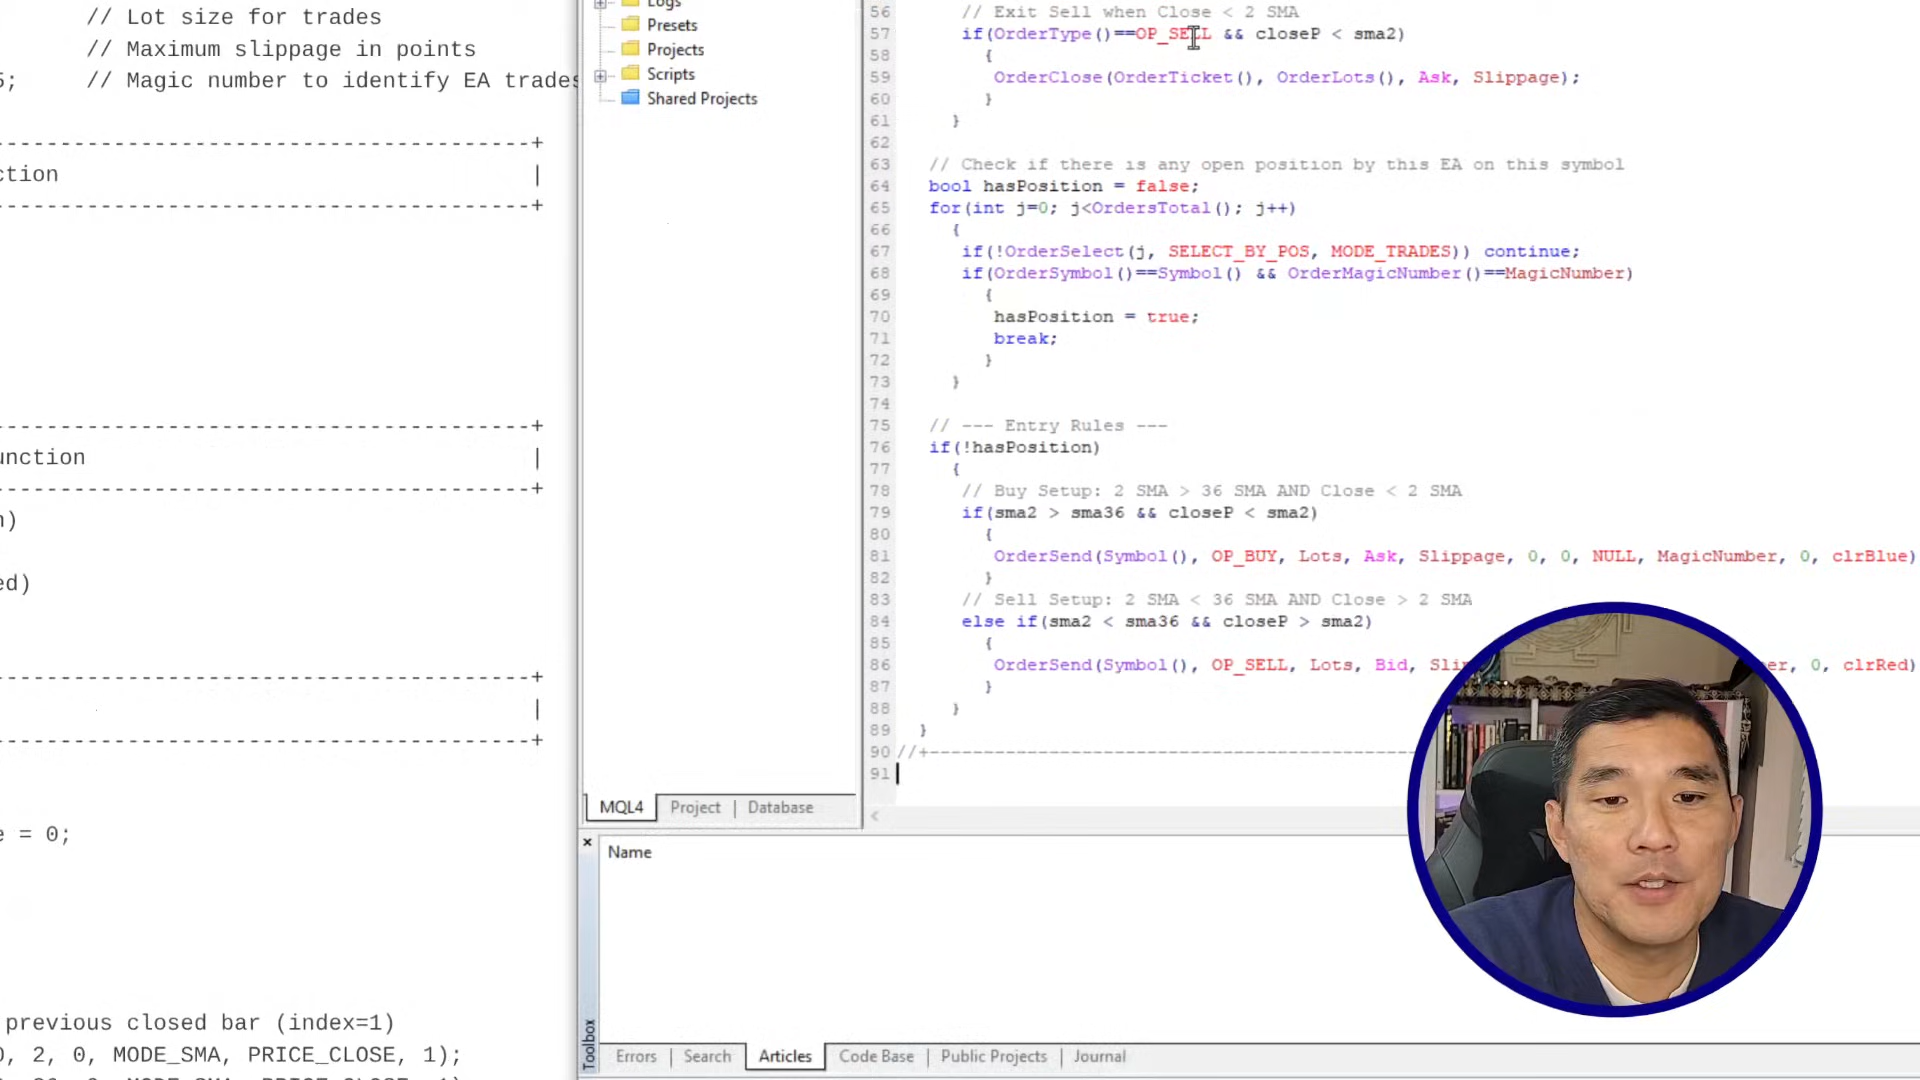 // Lot size for trades
// Maximum slippage in points
5; // Magic number to identify EA trades
-----------------------------------------+
ction |
-----------------------------------------+
-----------------------------------------+
unction |
-----------------------------------------+
n)
ed)
-----------------------------------------+
|
-----------------------------------------+
e = 0;
previous closed bar (index=1)
0, 2, 0, MODE_SMA, PRICE_CLOSE, 1);
Logs
Presets
Projects
Scripts
Shared Projects
MQL4 | Project | Database
56 // Exit Sell when Close < 2 SMA
57 if(OrderType()==OP_SELL && closeP < sma2)
58 {
59 OrderClose(OrderTicket(), OrderLots(), Ask, Slippage);
60 }
61 }
62
63 // Check if there is any open position by this EA on this symbol
64 bool hasPosition = false;
65 for(int j=0; j<OrdersTotal(); j++)
66 {
67 if(!OrderSelect(j, SELECT_BY_POS, MODE_TRADES)) continue;
68 if(OrderSymbol()==Symbol() && OrderMagicNumber()==MagicNumber)
69 {
70 hasPosition = true;
71 break;
72 }
73 }
74
75 // --- Entry Rules ---
76 if(!hasPosition)
77 {
78 // Buy Setup: 2 SMA > 36 SMA AND Close < 2 SMA
79 if(sma2 > sma36 && closeP < sma2)
80 {
81 OrderSend(Symbol(), OP_BUY, Lots, Ask, Slippage, 0, 0, NULL, MagicNumber, 0, clrBlue)
82 }
83 // Sell Setup: 2 SMA < 36 SMA AND Close > 2 SMA
84 else if(sma2 < sma36 && closeP > sma2)
85 {
86 OrderSend(Symbol(), OP_SELL, Lots, Bid, Sli er, 0, clrRed)
87 }
88 }
89 }
90 //+---------------------------------------------
91
Name
Toolbox
Errors | Search | Articles | Code Base | Public Projects | Journal